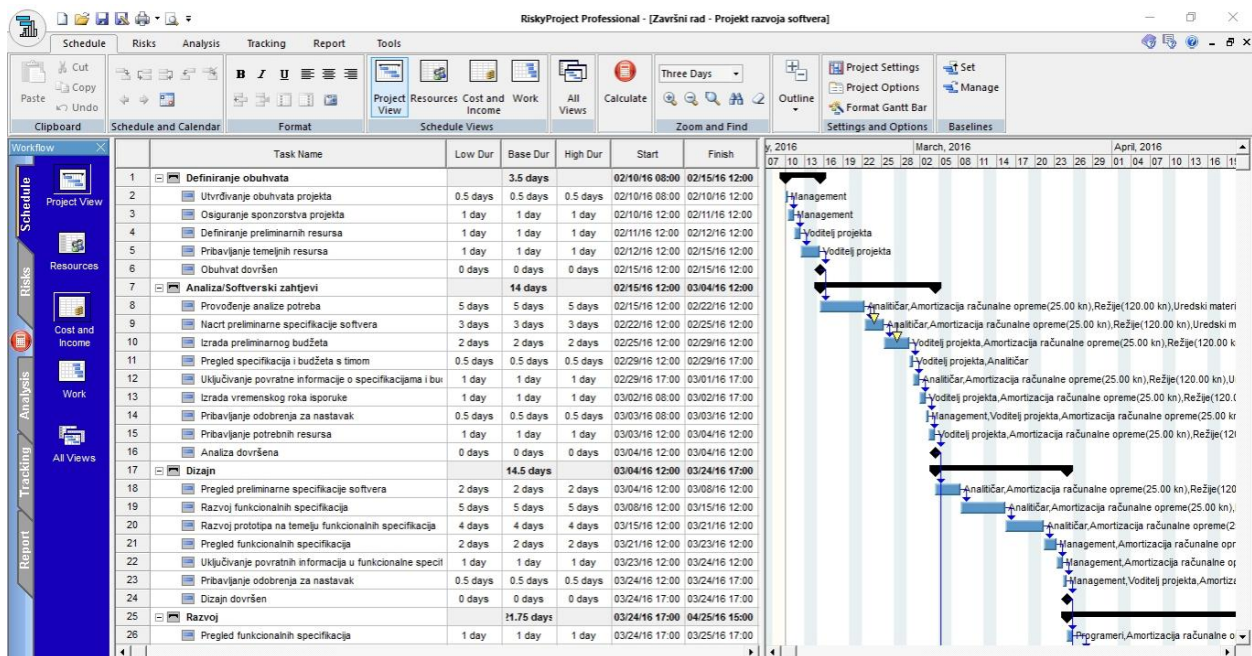 RiskyProject Professional - [Završni rad - Projekt razvoja softvera]
Schedule Risks Analysis Tracking Report Tools
Paste Cut Copy Undo
Clipboard
Schedule and Calendar
B I U
Format
Project View Resources Cost and Income Work All Views
Schedule Views
Calculate
Three Days
Zoom and Find
Outline
Project Settings
Project Options
Format Gantt Bar
Settings and Options
Set
Manage
Baselines
Workflow
Schedule
Risks
Analysis
Tracking
Report
Project View
Resources
Cost and Income
Work
All Views
Task Name Low Dur Base Dur High Dur Start Finish
1 Definiranje obuhvata 3.5 days 02/10/16 08:00 02/15/16 12:00
2 Utvrđivanje obuhvata projekta 0.5 days 0.5 days 0.5 days 02/10/16 08:00 02/10/16 12:00
3 Osiguranje sponzorstva projekta 1 day 1 day 1 day 02/10/16 12:00 02/11/16 12:00
4 Definiranje preliminarnih resursa 1 day 1 day 1 day 02/11/16 12:00 02/12/16 12:00
5 Pribavljanje temeljnih resursa 1 day 1 day 1 day 02/12/16 12:00 02/15/16 12:00
6 Obuhvat dovršen 0 days 0 days 0 days 02/15/16 12:00 02/15/16 12:00
7 Analiza/Softverski zahtjevi 14 days 02/15/16 12:00 03/04/16 12:00
8 Provođenje analize potreba 5 days 5 days 5 days 02/15/16 12:00 02/22/16 12:00
9 Nacrt preliminarne specifikacije softvera 3 days 3 days 3 days 02/22/16 12:00 02/25/16 12:00
10 Izrada preliminarnog budžeta 2 days 2 days 2 days 02/25/16 12:00 02/29/16 12:00
11 Pregled specifikacija i budžeta s timom 0.5 days 0.5 days 0.5 days 02/29/16 12:00 02/29/16 17:00
12 Uključivanje povratne informacije o specifikacijama i bu 1 day 1 day 1 day 02/29/16 17:00 03/01/16 17:00
13 Izrada vremenskog roka isporuke 1 day 1 day 1 day 03/02/16 08:00 03/02/16 17:00
14 Pribavljanje odobrenja za nastavak 0.5 days 0.5 days 0.5 days 03/03/16 08:00 03/03/16 12:00
15 Pribavljanje potrebnih resursa 1 day 1 day 1 day 03/03/16 12:00 03/04/16 12:00
16 Analiza dovršena 0 days 0 days 0 days 03/04/16 12:00 03/04/16 12:00
17 Dizajn 14.5 days 03/04/16 12:00 03/24/16 17:00
18 Pregled preliminarne specifikacije softvera 2 days 2 days 2 days 03/04/16 12:00 03/08/16 12:00
19 Razvoj funkcionalnih specifikacija 5 days 5 days 5 days 03/08/16 12:00 03/15/16 12:00
20 Razvoj prototipa na temelju funkcionalnih specifikacija 4 days 4 days 4 days 03/15/16 12:00 03/21/16 12:00
21 Pregled funkcionalnih specifikacija 2 days 2 days 2 days 03/21/16 12:00 03/23/16 12:00
22 Uključivanje povratnih informacija u funkcionalne specif 1 day 1 day 1 day 03/23/16 12:00 03/24/16 12:00
23 Pribavljanje odobrenja za nastavak 0.5 days 0.5 days 0.5 days 03/24/16 12:00 03/24/16 17:00
24 Dizajn dovršen 0 days 0 days 0 days 03/24/16 17:00 03/24/16 17:00
25 Razvoj 21.75 days 03/24/16 17:00 04/25/16 15:00
26 Pregled funkcionalnih specifikacija 1 day 1 day 1 day 03/24/16 17:00 03/25/16 17:00
y, 2016 March, 2016 April, 2016
07 10 13 16 19 22 25 28 02 05 08 11 14 17 20 23 26 29 01 04 07 10 13 16
Management
Management
Voditelj projekta
Voditelj projekta
Analitičar,Amortizacija računalne opreme(25.00 kn),Režije(120.00 kn),Uredski materi
Analitičar,Amortizacija računalne opreme(25.00 kn),Režije(120.00 kn),Uredski m
Voditelj projekta,Amortizacija računalne opreme(25.00 kn),Režije(120.00 k
Voditelj projekta,Analitičar
Analitičar,Amortizacija računalne opreme(25.00 kn),Režije(120.00 kn),U
Voditelj projekta,Amortizacija računalne opreme(25.00 kn),Režije(120.0
Management,Voditelj projekta,Amortizacija računalne opreme(25.00 kn
Voditelj projekta,Amortizacija računalne opreme(25.00 kn),Režije(120
Analitičar,Amortizacija računalne opreme(25.00 kn),Režije(120
Analitičar,Amortizacija računalne opreme(25.00 kn),
Analitičar,Amortizacija računalne opreme(2
Management,Amortizacija računalne opr
Management,Amortizacija računalne op
Management,Voditelj projekta,Amortiza
Programeri,Amortizacija računalne o